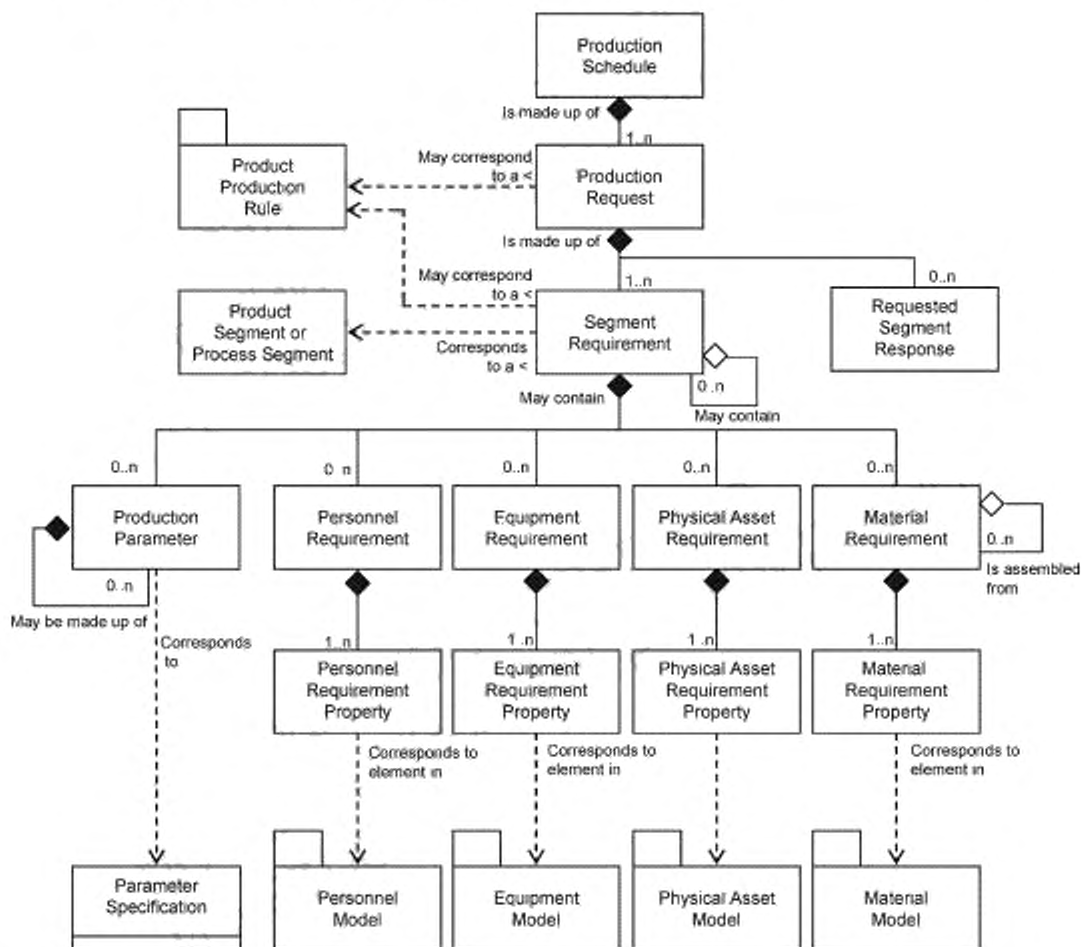 Production
Schedule
Is made up of
1..n
Product
Production
Rule
May correspond
to a <
Production
Request
Is made up of
May correspond
to a <
1..n
0..n
Product
Segment or
Process Segment
Segment
Requirement
Requested
Segment
Response
Corresponds
to a <
0..n
May contain
May contain
0..n
0..n
0..n
0..n
0..n
Production
Parameter
Personnel
Requirement
Equipment
Requirement
Physical Asset
Requirement
Material
Requirement
0..n
Is assembled
from
0..n
May be made up of
Corresponds
to
1..n
1..n
1..n
1..n
Personnel
Requirement
Property
Equipment
Requirement
Property
Physical Asset
Requirement
Property
Material
Requirement
Property
Corresponds to
element in
Corresponds to
element in
Corresponds to
element in
Parameter
Specification
Personnel
Model
Equipment
Model
Physical Asset
Model
Material
Model